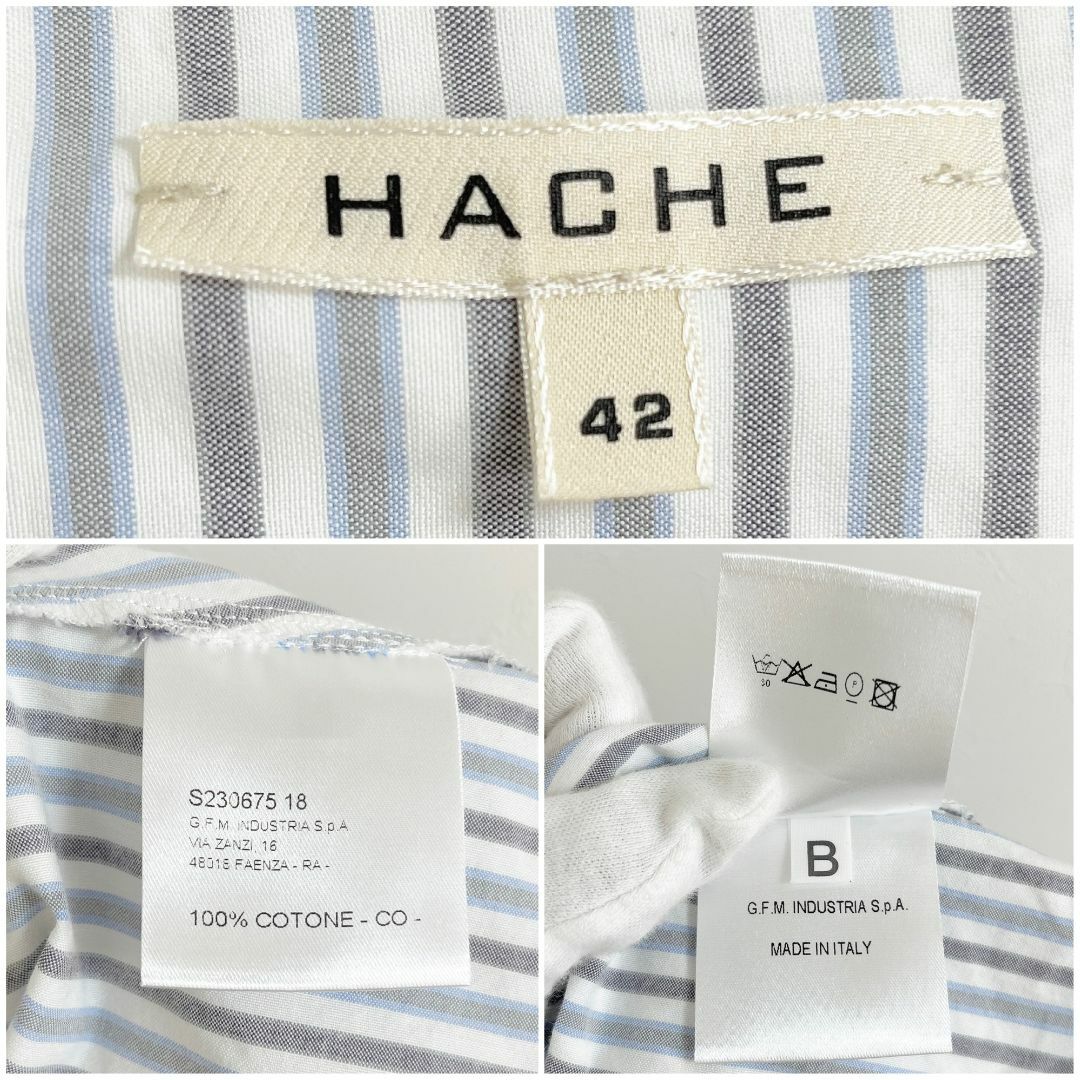 HACHE
42
S230675 18
G.F.M. INDUSTRIA S.p.A
VIA ZANZI, 16
48018 FAENZA - RA -
100% COTONE - CO -
30
P
B
G.F.M. INDUSTRIA S.p.A.
MADE IN ITALY